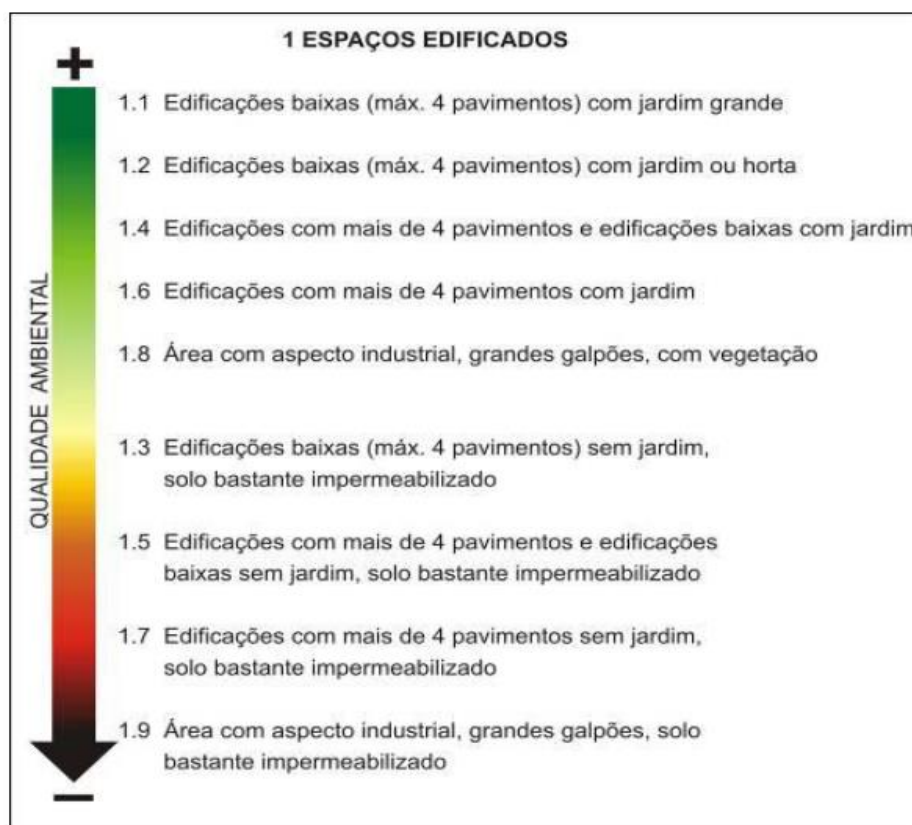 1 ESPAÇOS EDIFICADOS
+
1.1 Edificações baixas (máx. 4 pavimentos) com jardim grande
1.2 Edificações baixas (máx. 4 pavimentos) com jardim ou horta
1.4 Edificações com mais de 4 pavimentos e edificações baixas com jardim
1.6 Edificações com mais de 4 pavimentos com jardim
1.8 Área com aspecto industrial, grandes galpões, com vegetação
QUALIDADE AMBIENTAL
1.3 Edificações baixas (máx. 4 pavimentos) sem jardim,
solo bastante impermeabilizado
1.5 Edificações com mais de 4 pavimentos e edificações
baixas sem jardim, solo bastante impermeabilizado
1.7 Edificações com mais de 4 pavimentos sem jardim,
solo bastante impermeabilizado
1.9 Área com aspecto industrial, grandes galpões, solo
bastante impermeabilizado
–